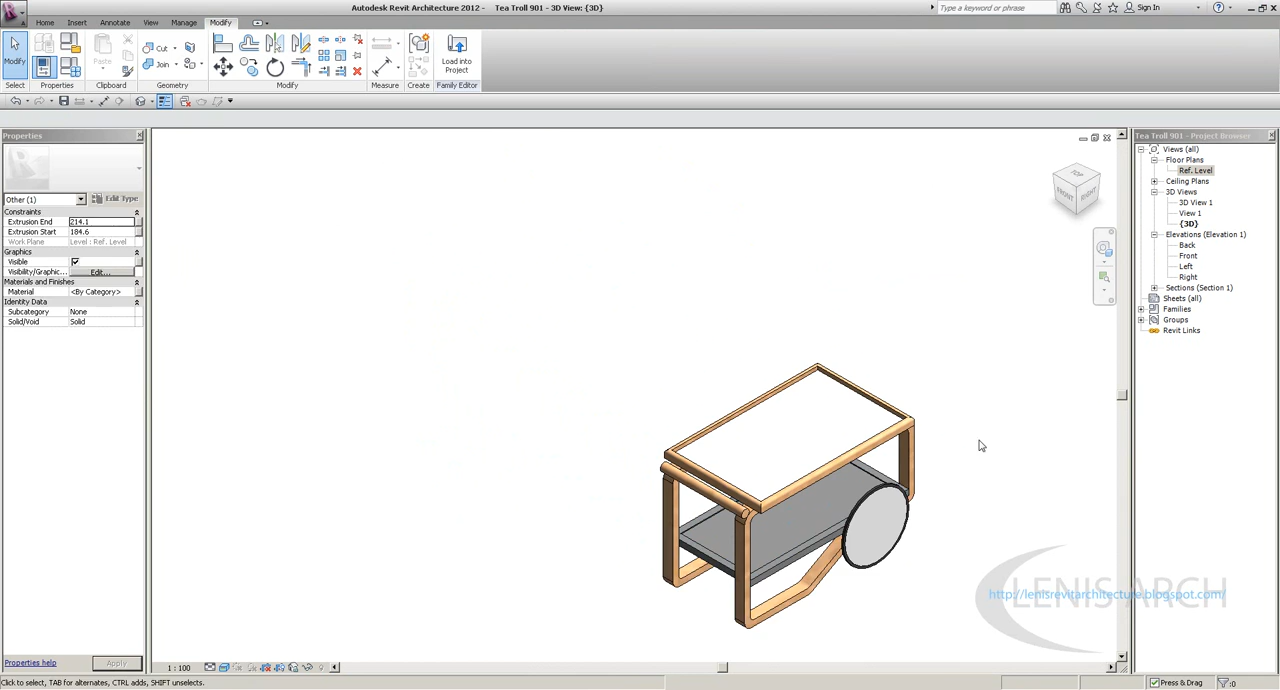 Autodesk Revit Architecture 2012 -    Tea Troll 901 - 3D View: {3D}
Type a keyword or phrase
Sign In
Home
Insert
Annotate
View
Manage
Modify
Modify
Paste
Cut
Join
Load into
Project
Select
Properties
Clipboard
Geometry
Modify
Measure
Create
Family Editor
Properties
Other (1)
Edit Type
Constraints
Extrusion End 214.1
Extrusion Start 184.6
Work Plane Level : Ref. Level
Graphics
Visible
Visibility/Graphic... Edit...
Materials and Finishes
Material <By Category>
Identity Data
Subcategory None
Solid/Void Solid
Properties help
Apply
TOP
FRONT
RIGHT
Tea Troll 901 - Project Browser
Views (all)
Floor Plans
Ref. Level
Ceiling Plans
3D Views
3D View 1
View 1
{3D}
Elevations (Elevation 1)
Back
Front
Left
Right
Sections (Section 1)
Sheets (all)
Families
Groups
Revit Links
LENIS ARCH
http://lenisrevitarchitecture.blogspot.com/
1 : 100
Click to select, TAB for alternates, CTRL adds, SHIFT unselects.
Press & Drag
:0